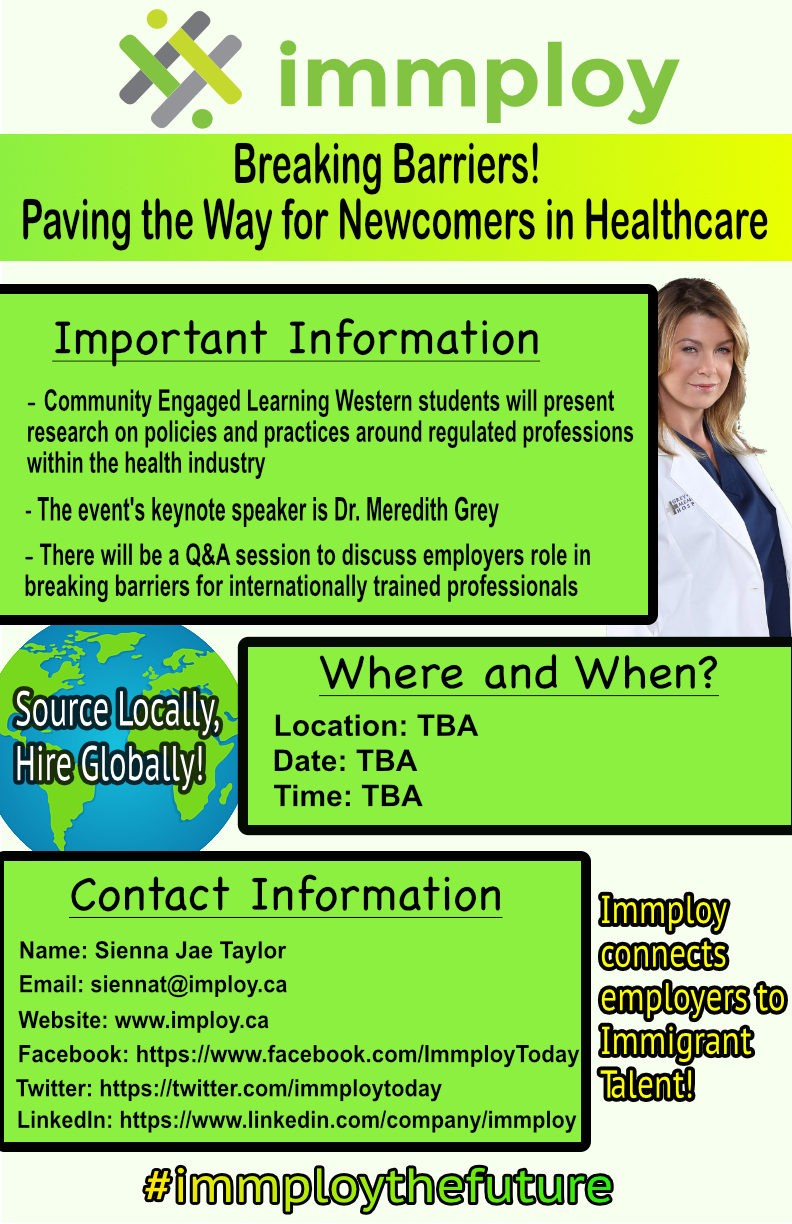 immploy
Breaking Barriers!
Paving the Way for Newcomers in Healthcare
Important Information
- Community Engaged Learning Western students will present
research on policies and practices around regulated professions
within the health industry
- The event's keynote speaker is Dr. Meredith Grey
- There will be a Q&A session to discuss employers role in
breaking barriers for internationally trained professionals
Source Locally,
Hire Globally!
Where and When?
Location: TBA
Date: TBA
Time: TBA
Contact Information
Name: Sienna Jae Taylor
Email: siennat@imploy.ca
Website: www.imploy.ca
Facebook: https://www.facebook.com/ImmployToday
Twitter: https://twitter.com/immploytoday
LinkedIn: https://www.linkedin.com/company/immploy
Immploy
connects
employers to
Immigrant
Talent!
#immploythefuture